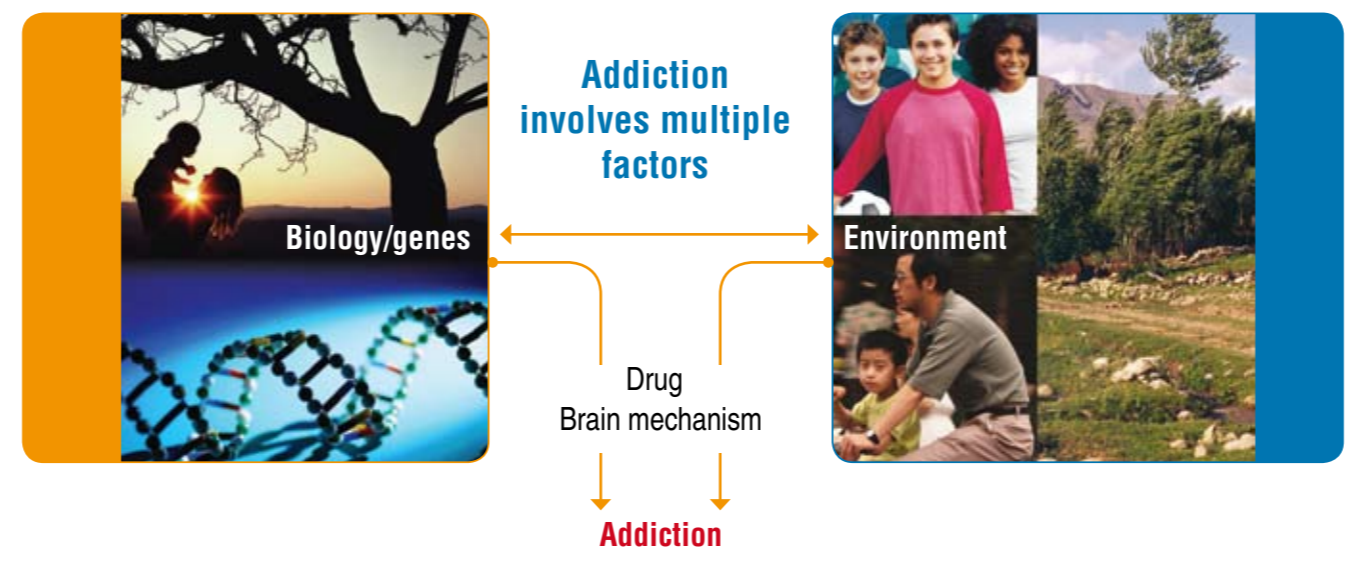 Addiction
involves multiple
factors
Biology/genes
Environment
Drug
Brain mechanism
Addiction